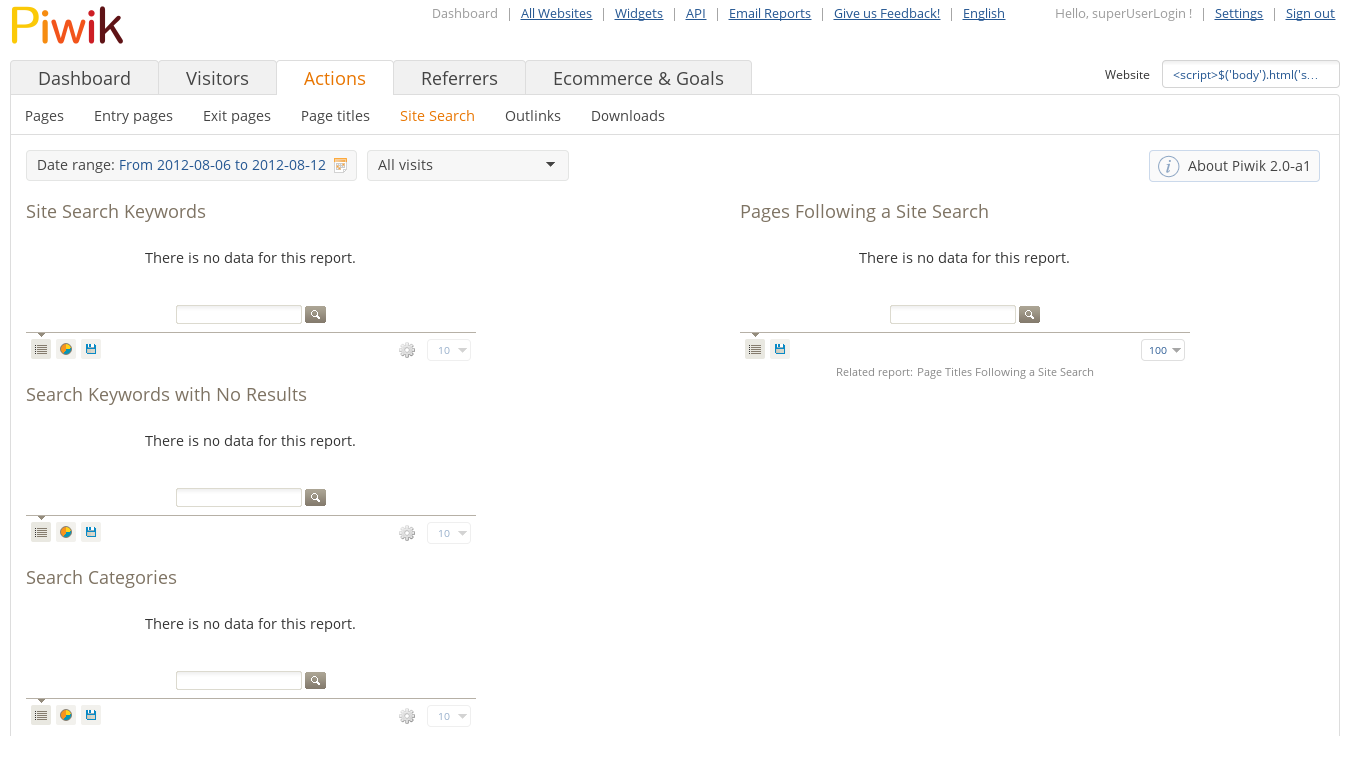 Piwik
Dashboard | All Websites | Widgets | API | Email Reports | Give us Feedback! | English
Hello, superUserLogin ! | Settings | Sign out
Dashboard Visitors Actions Referrers Ecommerce & Goals
Website <script>$('body').html('s...
Pages Entry pages Exit pages Page titles Site Search Outlinks Downloads
Date range: From 2012-08-06 to 2012-08-12
All visits
About Piwik 2.0-a1
Site Search Keywords
There is no data for this report.
10
Search Keywords with No Results
There is no data for this report.
10
Search Categories
There is no data for this report.
10
Pages Following a Site Search
There is no data for this report.
100
Related report: Page Titles Following a Site Search